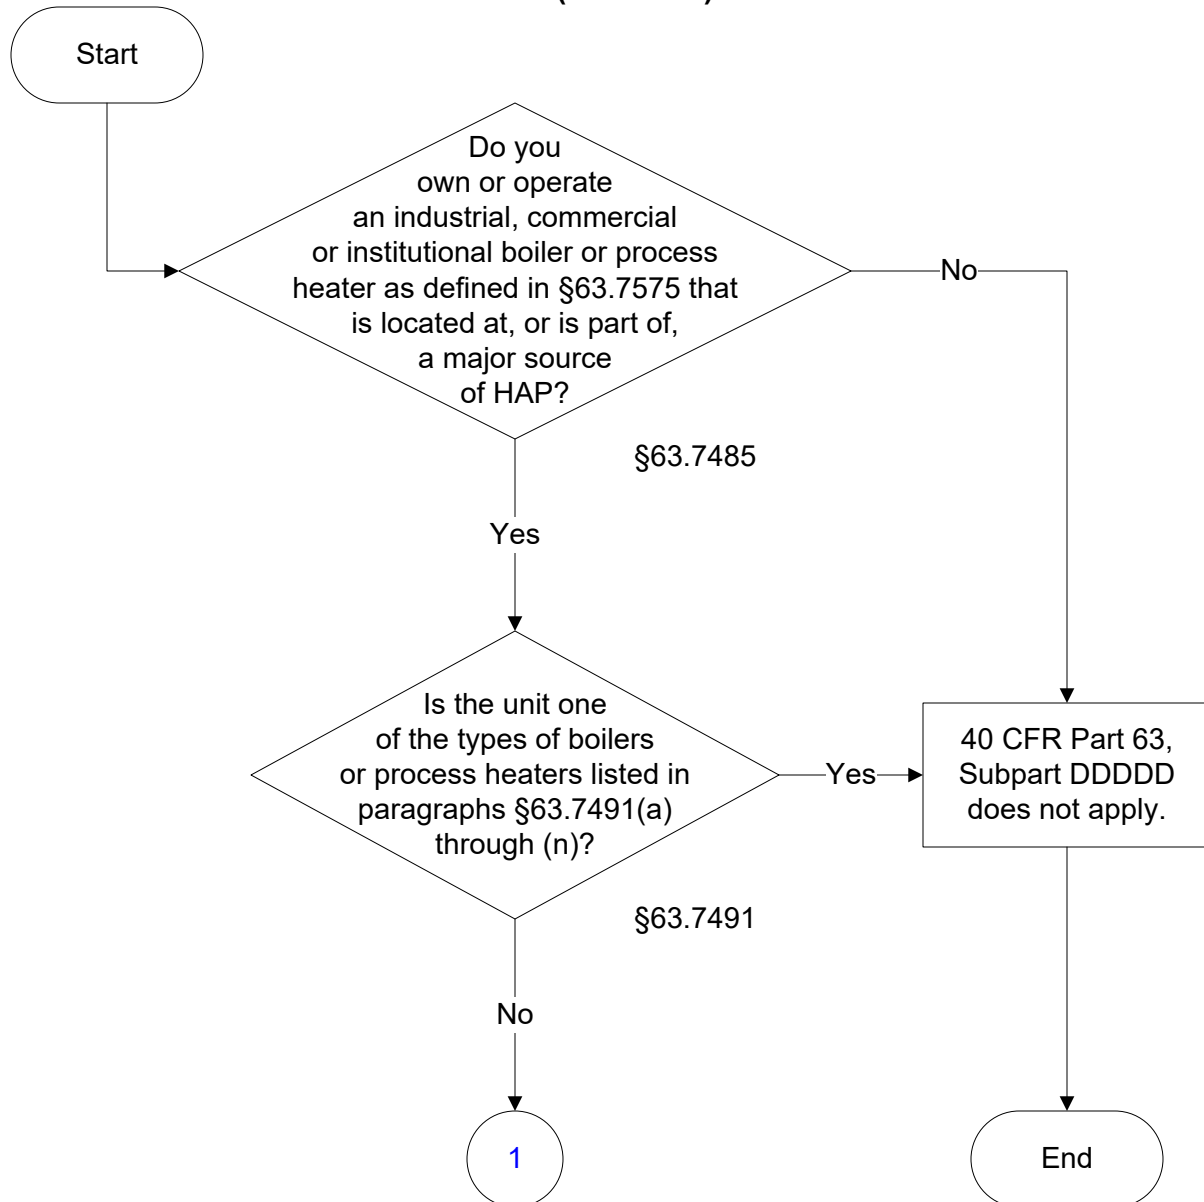 Start
Do you
own or operate
an industrial, commercial
or institutional boiler or process
heater as defined in §63.7575 that
is located at, or is part of,
a major source
of HAP?
No
§63.7485
Yes
Is the unit one
of the types of boilers
or process heaters listed in
paragraphs §63.7491(a)
through (n)?
Yes
40 CFR Part 63,
Subpart DDDDD
does not apply.
§63.7491
No
1
End